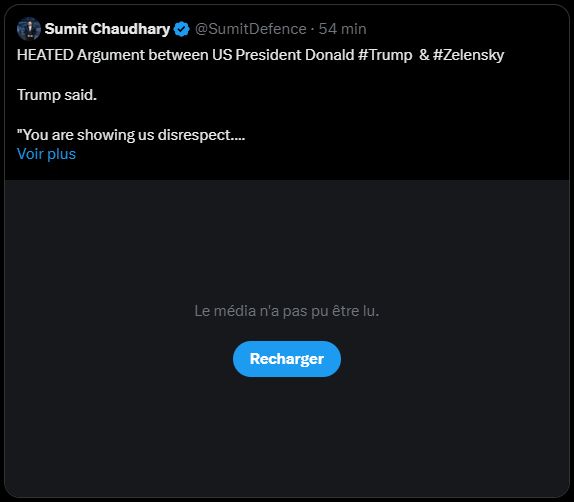 Sumit Chaudhary @SumitDefence · 54 min
HEATED Argument between US President Donald #Trump & #Zelensky
Trump said.
"You are showing us disrespect....
Voir plus
Le média n'a pas pu être lu.
Recharger